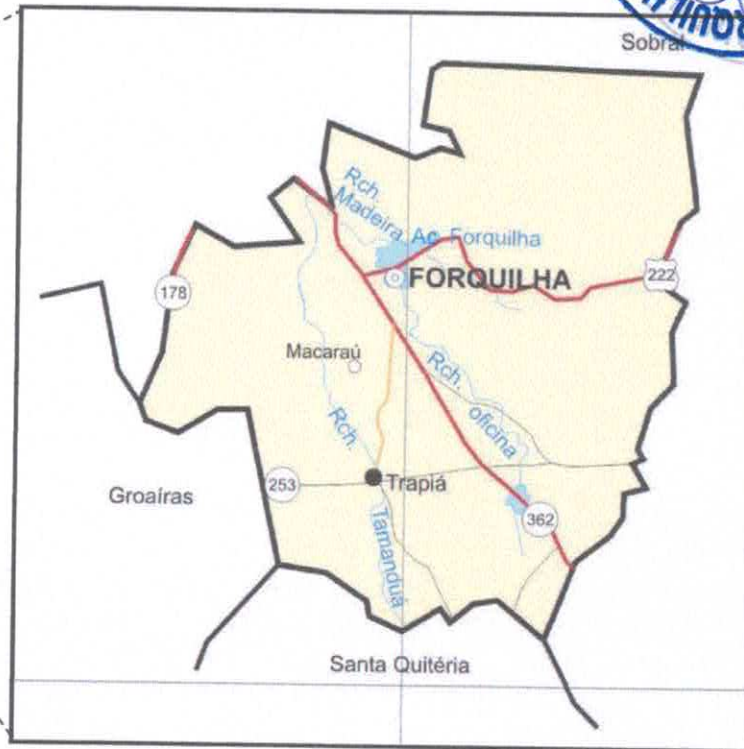 Sobral
Rch.
Madeira
Aç Forquilha
FORQUILHA
222
178
Macaraú
Rch.
oficina
Rch.
Groaíras
253
Trapiá
362
Tamanduá
Santa Quitéria